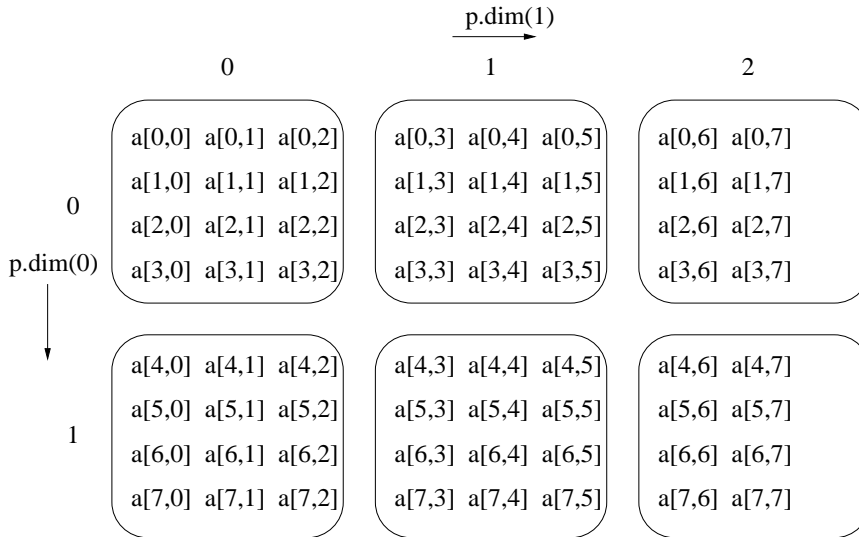 p.dim(1)
0 1 2
a[0,0] a[0,1] a[0,2] a[0,3] a[0,4] a[0,5] a[0,6] a[0,7]
a[1,0] a[1,1] a[1,2] a[1,3] a[1,4] a[1,5] a[1,6] a[1,7]
0
a[2,0] a[2,1] a[2,2] a[2,3] a[2,4] a[2,5] a[2,6] a[2,7]
p.dim(0)
a[3,0] a[3,1] a[3,2] a[3,3] a[3,4] a[3,5] a[3,6] a[3,7]
a[4,0] a[4,1] a[4,2] a[4,3] a[4,4] a[4,5] a[4,6] a[4,7]
a[5,0] a[5,1] a[5,2] a[5,3] a[5,4] a[5,5] a[5,6] a[5,7]
1
a[6,0] a[6,1] a[6,2] a[6,3] a[6,4] a[6,5] a[6,6] a[6,7]
a[7,0] a[7,1] a[7,2] a[7,3] a[7,4] a[7,5] a[7,6] a[7,7]